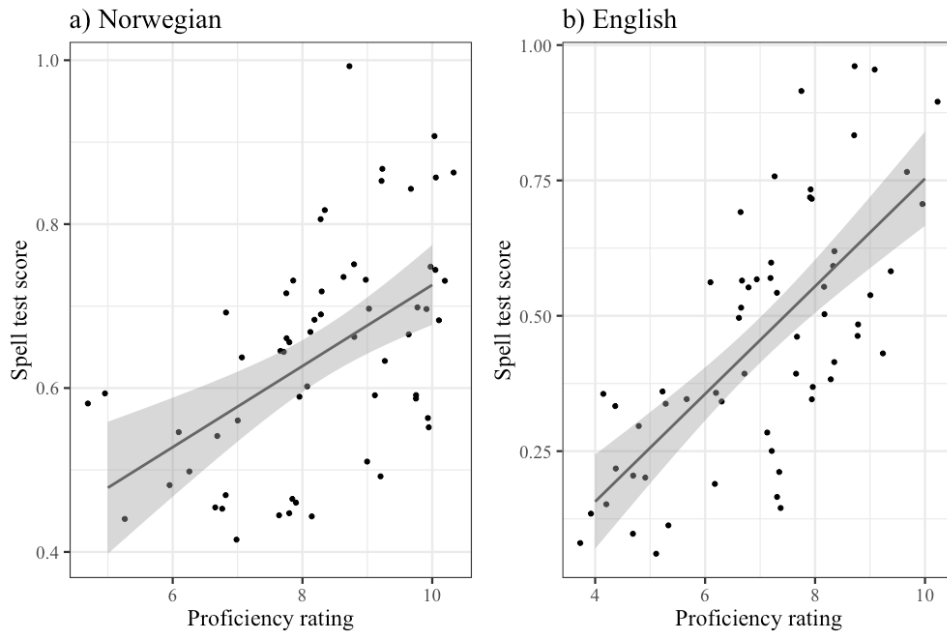 a) Norwegian
1.0
0.8
0.6
0.4
Spell test score
6
8
10
Proficiency rating
b) English
1.00
0.75
0.50
0.25
Spell test score
4
6
8
10
Proficiency rating